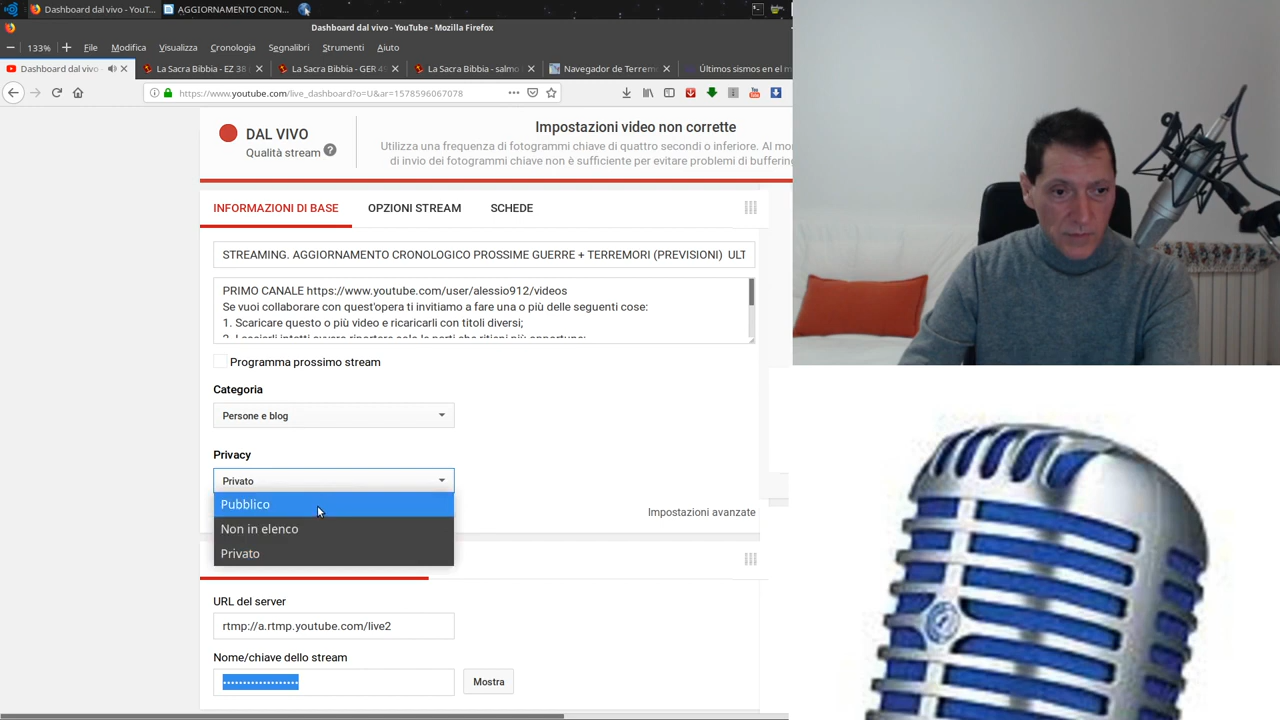 Dashboard dal vivo - YouT...
AGGIORNAMENTO CRON...
Dashboard dal vivo - YouTube - Mozilla Firefox
133%
File
Modifica
Visualizza
Cronologia
Segnalibri
Strumenti
Aiuto
Dashboard dal vivo
La Sacra Bibbia - EZ 38
La Sacra Bibbia - GER 49
La Sacra Bibbia - salmo
Navegador de Terrem
Últimos sismos en el m
https://www.youtube.com/live_dashboard?o=U&ar=1578596067078
DAL VIVO
Qualità stream ?
Impostazioni video non corrette
Utilizza una frequenza di fotogrammi chiave di quattro secondi o inferiore. Al mo
di invio dei fotogrammi chiave non è sufficiente per evitare problemi di buffering
INFORMAZIONI DI BASE
OPZIONI STREAM
SCHEDE
STREAMING. AGGIORNAMENTO CRONOLOGICO PROSSIME GUERRE + TERREMORI (PREVISIONI) ULT
PRIMO CANALE https://www.youtube.com/user/alessio912/videos
Se vuoi collaborare con quest'opera ti invitiamo a fare una o più delle seguenti cose:
1. Scaricare questo o più video e ricaricarli con titoli diversi;
Programma prossimo stream
Categoria
Persone e blog
Privacy
Privato
Pubblico
Non in elenco
Privato
Impostazioni avanzate
URL del server
rtmp://a.rtmp.youtube.com/live2
Nome/chiave dello stream
Mostra